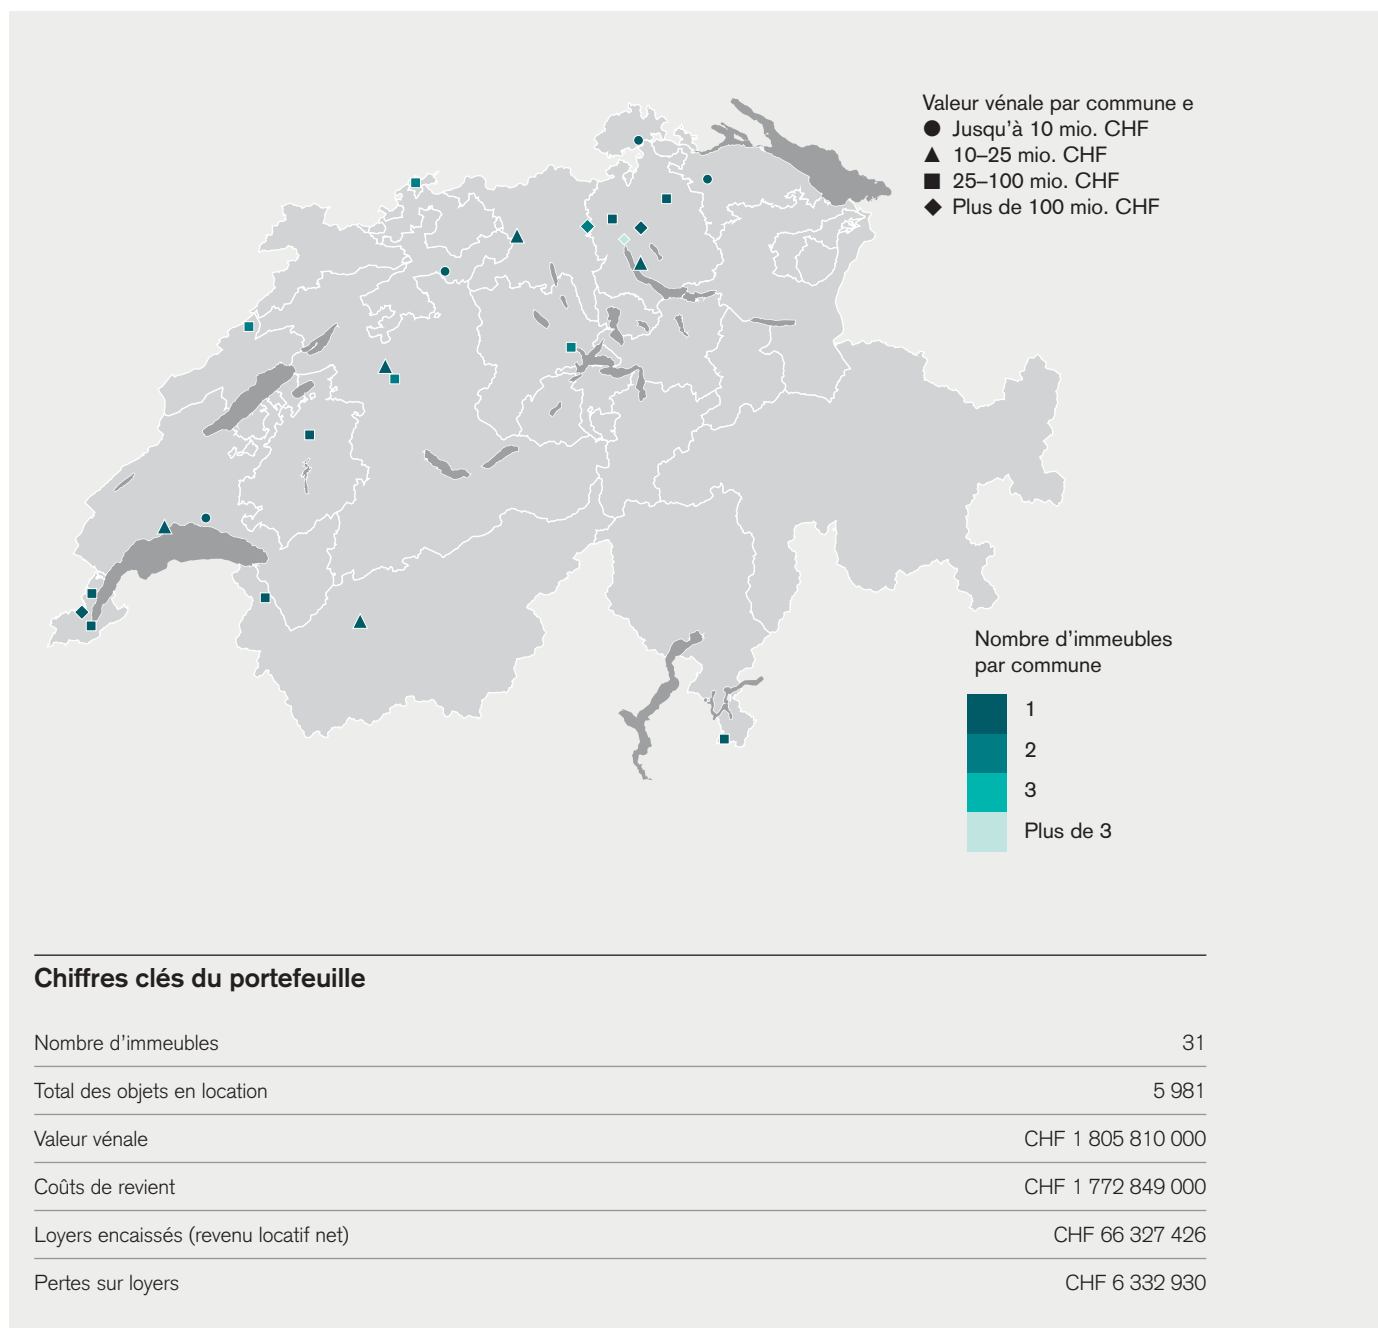 Valeur vénale par commune e
Jusqu'à 10 mio. CHF
10–25 mio. CHF
25–100 mio. CHF
Plus de 100 mio. CHF
Nombre d'immeubles
par commune
1
2
3
Plus de 3
Chiffres clés du portefeuille
Nombre d'immeubles 31
Total des objets en location 5 981
Valeur vénale CHF 1 805 810 000
Coûts de revient CHF 1 772 849 000
Loyers encaissés (revenu locatif net) CHF 66 327 426
Pertes sur loyers CHF 6 332 930